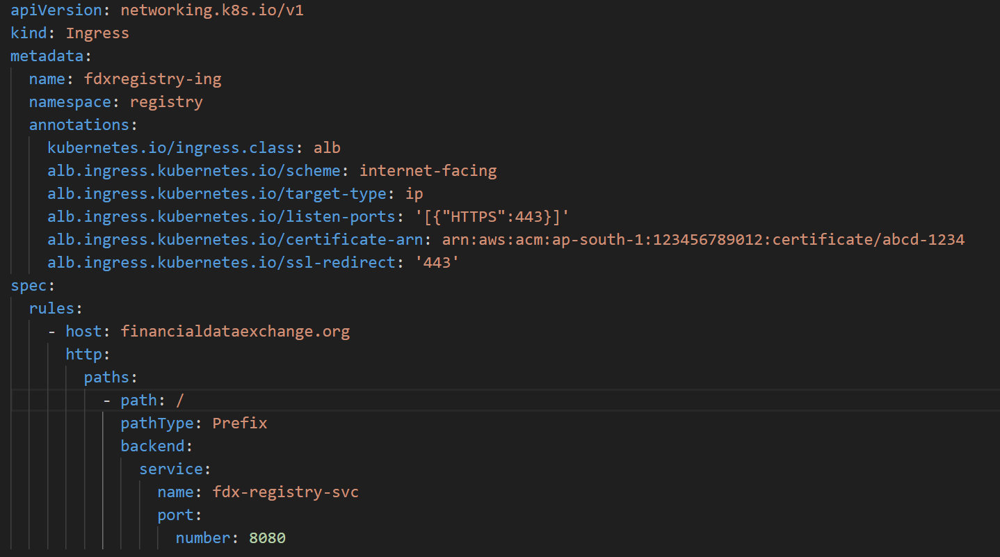 apiVersion: networking.k8s.io/v1
kind: Ingress
metadata:
  name: fdxregistry-ing
  namespace: registry
  annotations:
    kubernetes.io/ingress.class: alb
    alb.ingress.kubernetes.io/scheme: internet-facing
    alb.ingress.kubernetes.io/target-type: ip
    alb.ingress.kubernetes.io/listen-ports: '[{"HTTPS":443}]'
    alb.ingress.kubernetes.io/certificate-arn: arn:aws:acm:ap-south-1:123456789012:certificate/abcd-1234
    alb.ingress.kubernetes.io/ssl-redirect: '443'
spec:
  rules:
    - host: financialdataexchange.org
      http:
        paths:
          - path: /
            pathType: Prefix
            backend:
              service:
                name: fdx-registry-svc
                port:
                  number: 8080